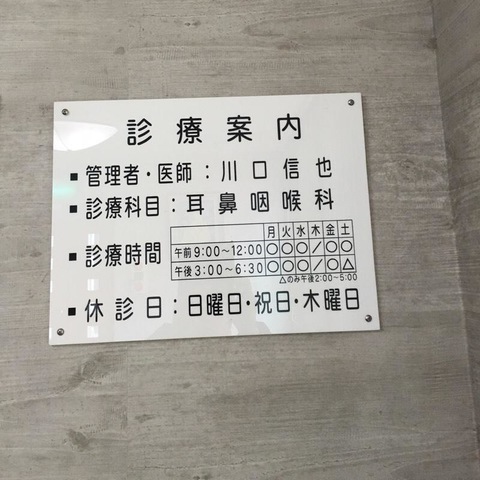 診療案内
■管理者・医師：川口信也
■診療科目：耳鼻咽喉科
月火水木金土
■診療時間 午前9:00〜12:00○○○／○○
午後3:00〜6:30○○○／○△
△のみ午後2:00〜5:00
■休診日：日曜日・祝日・木曜日